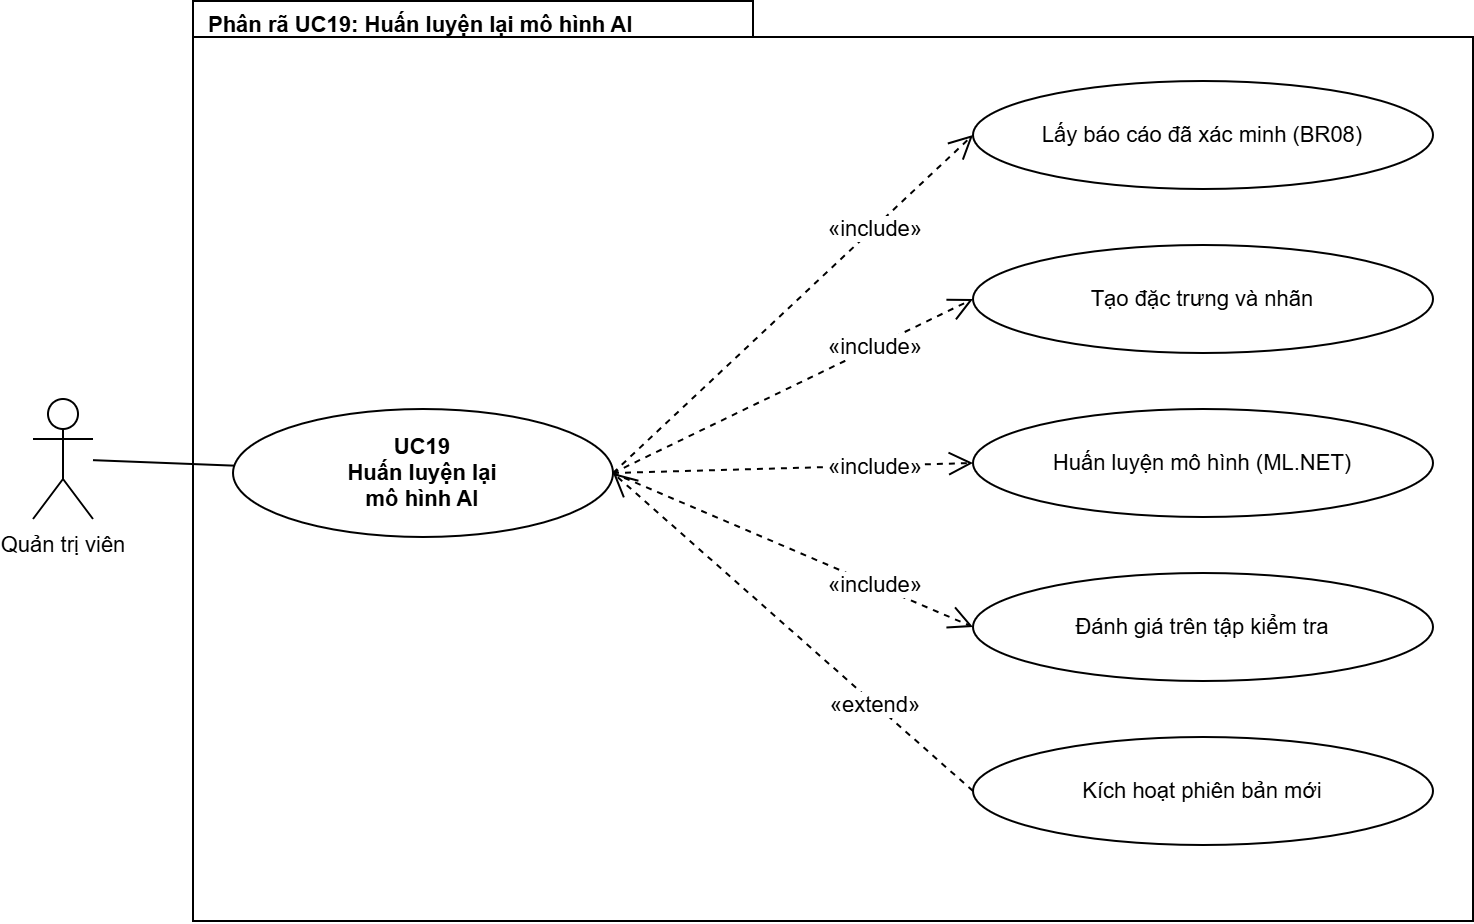 Phân rã UC19: Huấn luyện lại mô hình AI
Lấy báo cáo đã xác minh (BR08)
«include»
Tạo đặc trưng và nhãn
«include»
UC19
Huấn luyện lại
mô hình AI
«include»
Huấn luyện mô hình (ML.NET)
Quản trị viên
«include»
Đánh giá trên tập kiểm tra
«extend»
Kích hoạt phiên bản mới